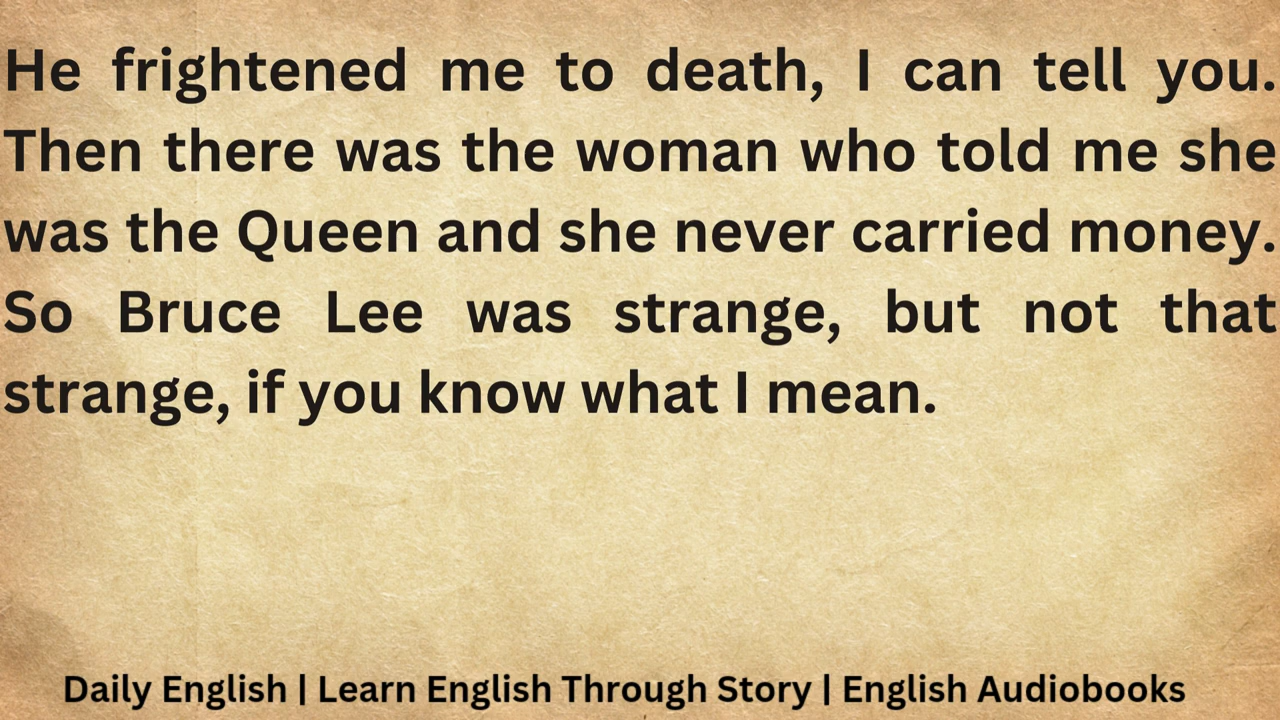 He frightened me to death, I can tell you.
Then there was the woman who told me she
was the Queen and she never carried money.
So Bruce Lee was strange, but not that
strange, if you know what I mean.
Daily English | Learn English Through Story | English Audiobooks